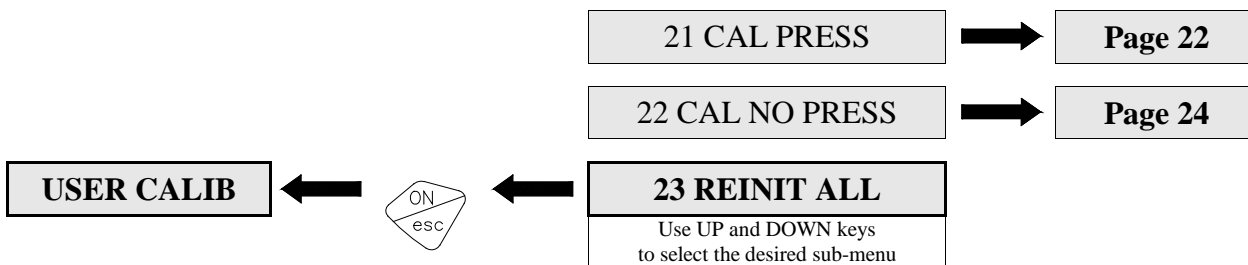 21 CAL PRESS
Page 22
22 CAL NO PRESS
Page 24
USER CALIB
ON
esc
23 REINIT ALL
Use UP and DOWN keys
to select the desired sub-menu